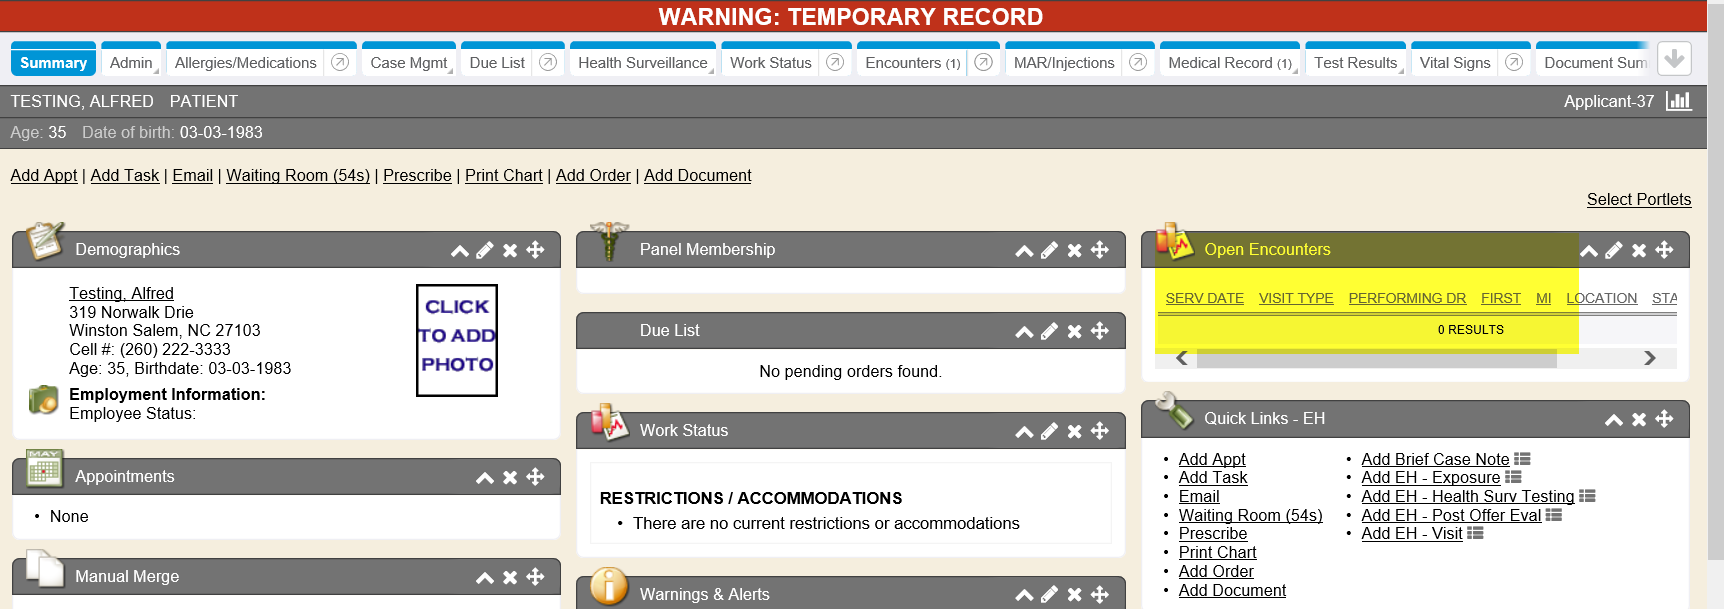 WARNING: TEMPORARY RECORD
Summary Admin Allergies/Medications Case Mgmt Due List Health Surveillance Work Status Encounters (1) MAR/Injections Medical Record (1) Test Results Vital Signs Document Sum
TESTING, ALFRED PATIENT Applicant-37
Age: 35 Date of birth: 03-03-1983
Add Appt | Add Task | Email | Waiting Room (54s) | Prescribe | Print Chart | Add Order | Add Document
Select Portlets
Demographics
Testing, Alfred
319 Norwalk Drie
Winston Salem, NC 27103
Cell #: (260) 222-3333
Age: 35, Birthdate: 03-03-1983
CLICK
TO ADD
PHOTO
Employment Information:
Employee Status:
MAY
Appointments
• None
Manual Merge
Panel Membership
Due List
No pending orders found.
Work Status
RESTRICTIONS / ACCOMMODATIONS
• There are no current restrictions or accommodations
Warnings & Alerts
Open Encounters
SERV DATE VISIT TYPE PERFORMING DR FIRST MI LOCATION STA
0 RESULTS
Quick Links - EH
• Add Appt
• Add Task
• Email
• Waiting Room (54s)
• Prescribe
• Print Chart
• Add Order
• Add Document
• Add Brief Case Note
• Add EH - Exposure
• Add EH - Health Surv Testing
• Add EH - Post Offer Eval
• Add EH - Visit